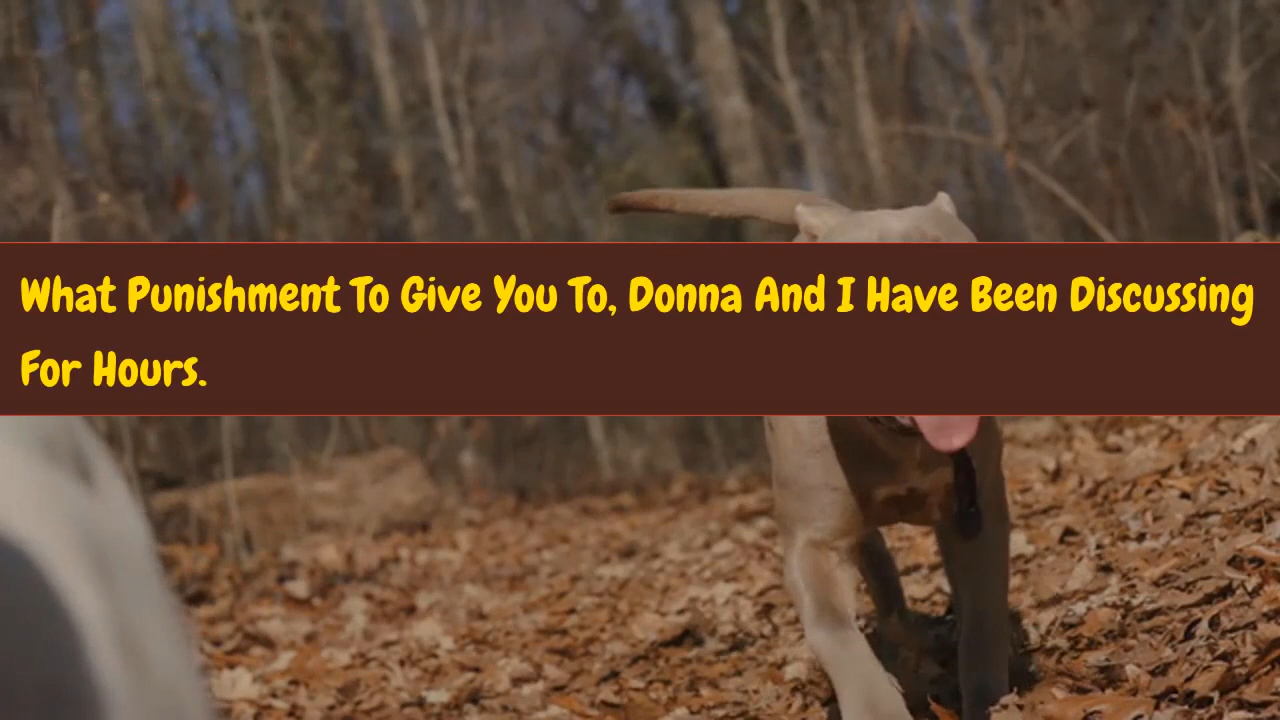 What Punishment To Give You To, Donna And I Have Been Discussing
For Hours.